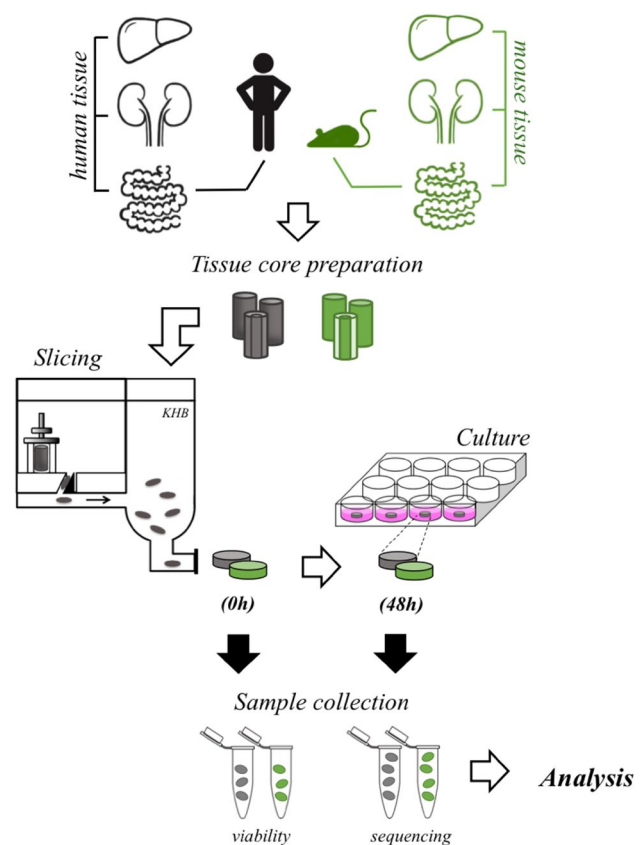 human tissue
mouse tissue
Tissue core preparation
Slicing
KHB
Culture
(0h)
(48h)
Sample collection
viability
sequencing
Analysis